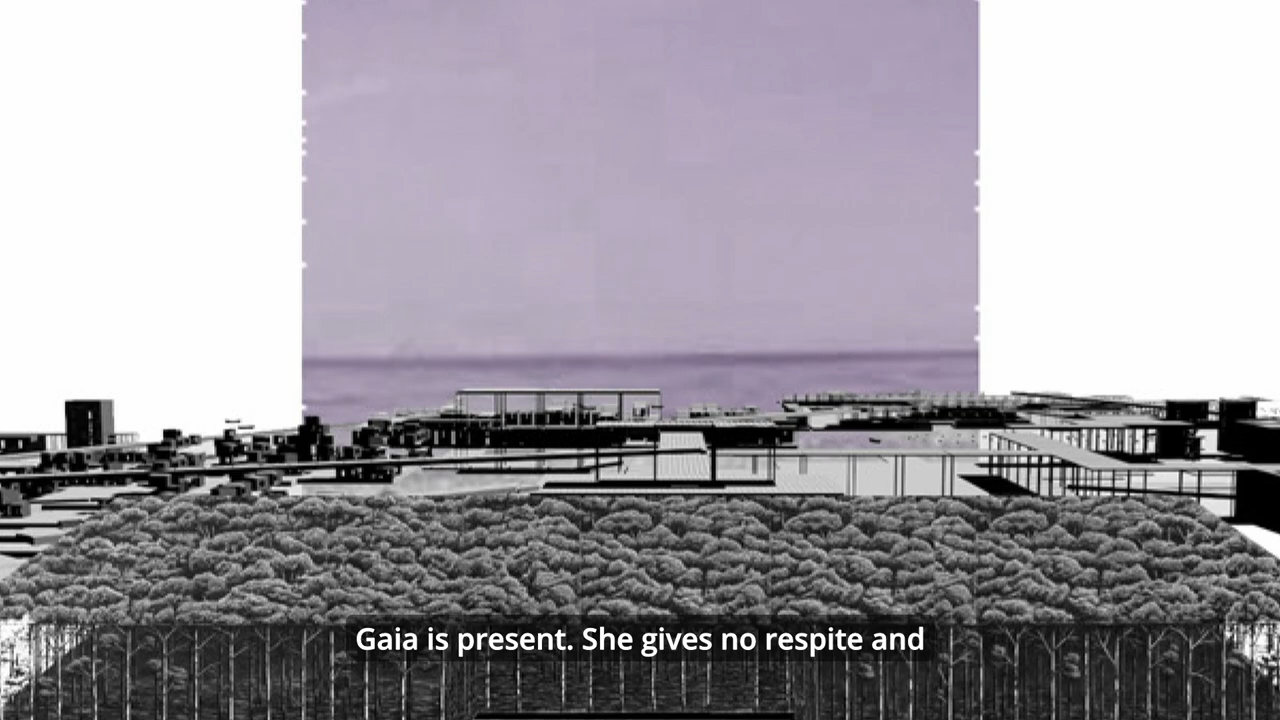 Gaia is present. She gives no respite and